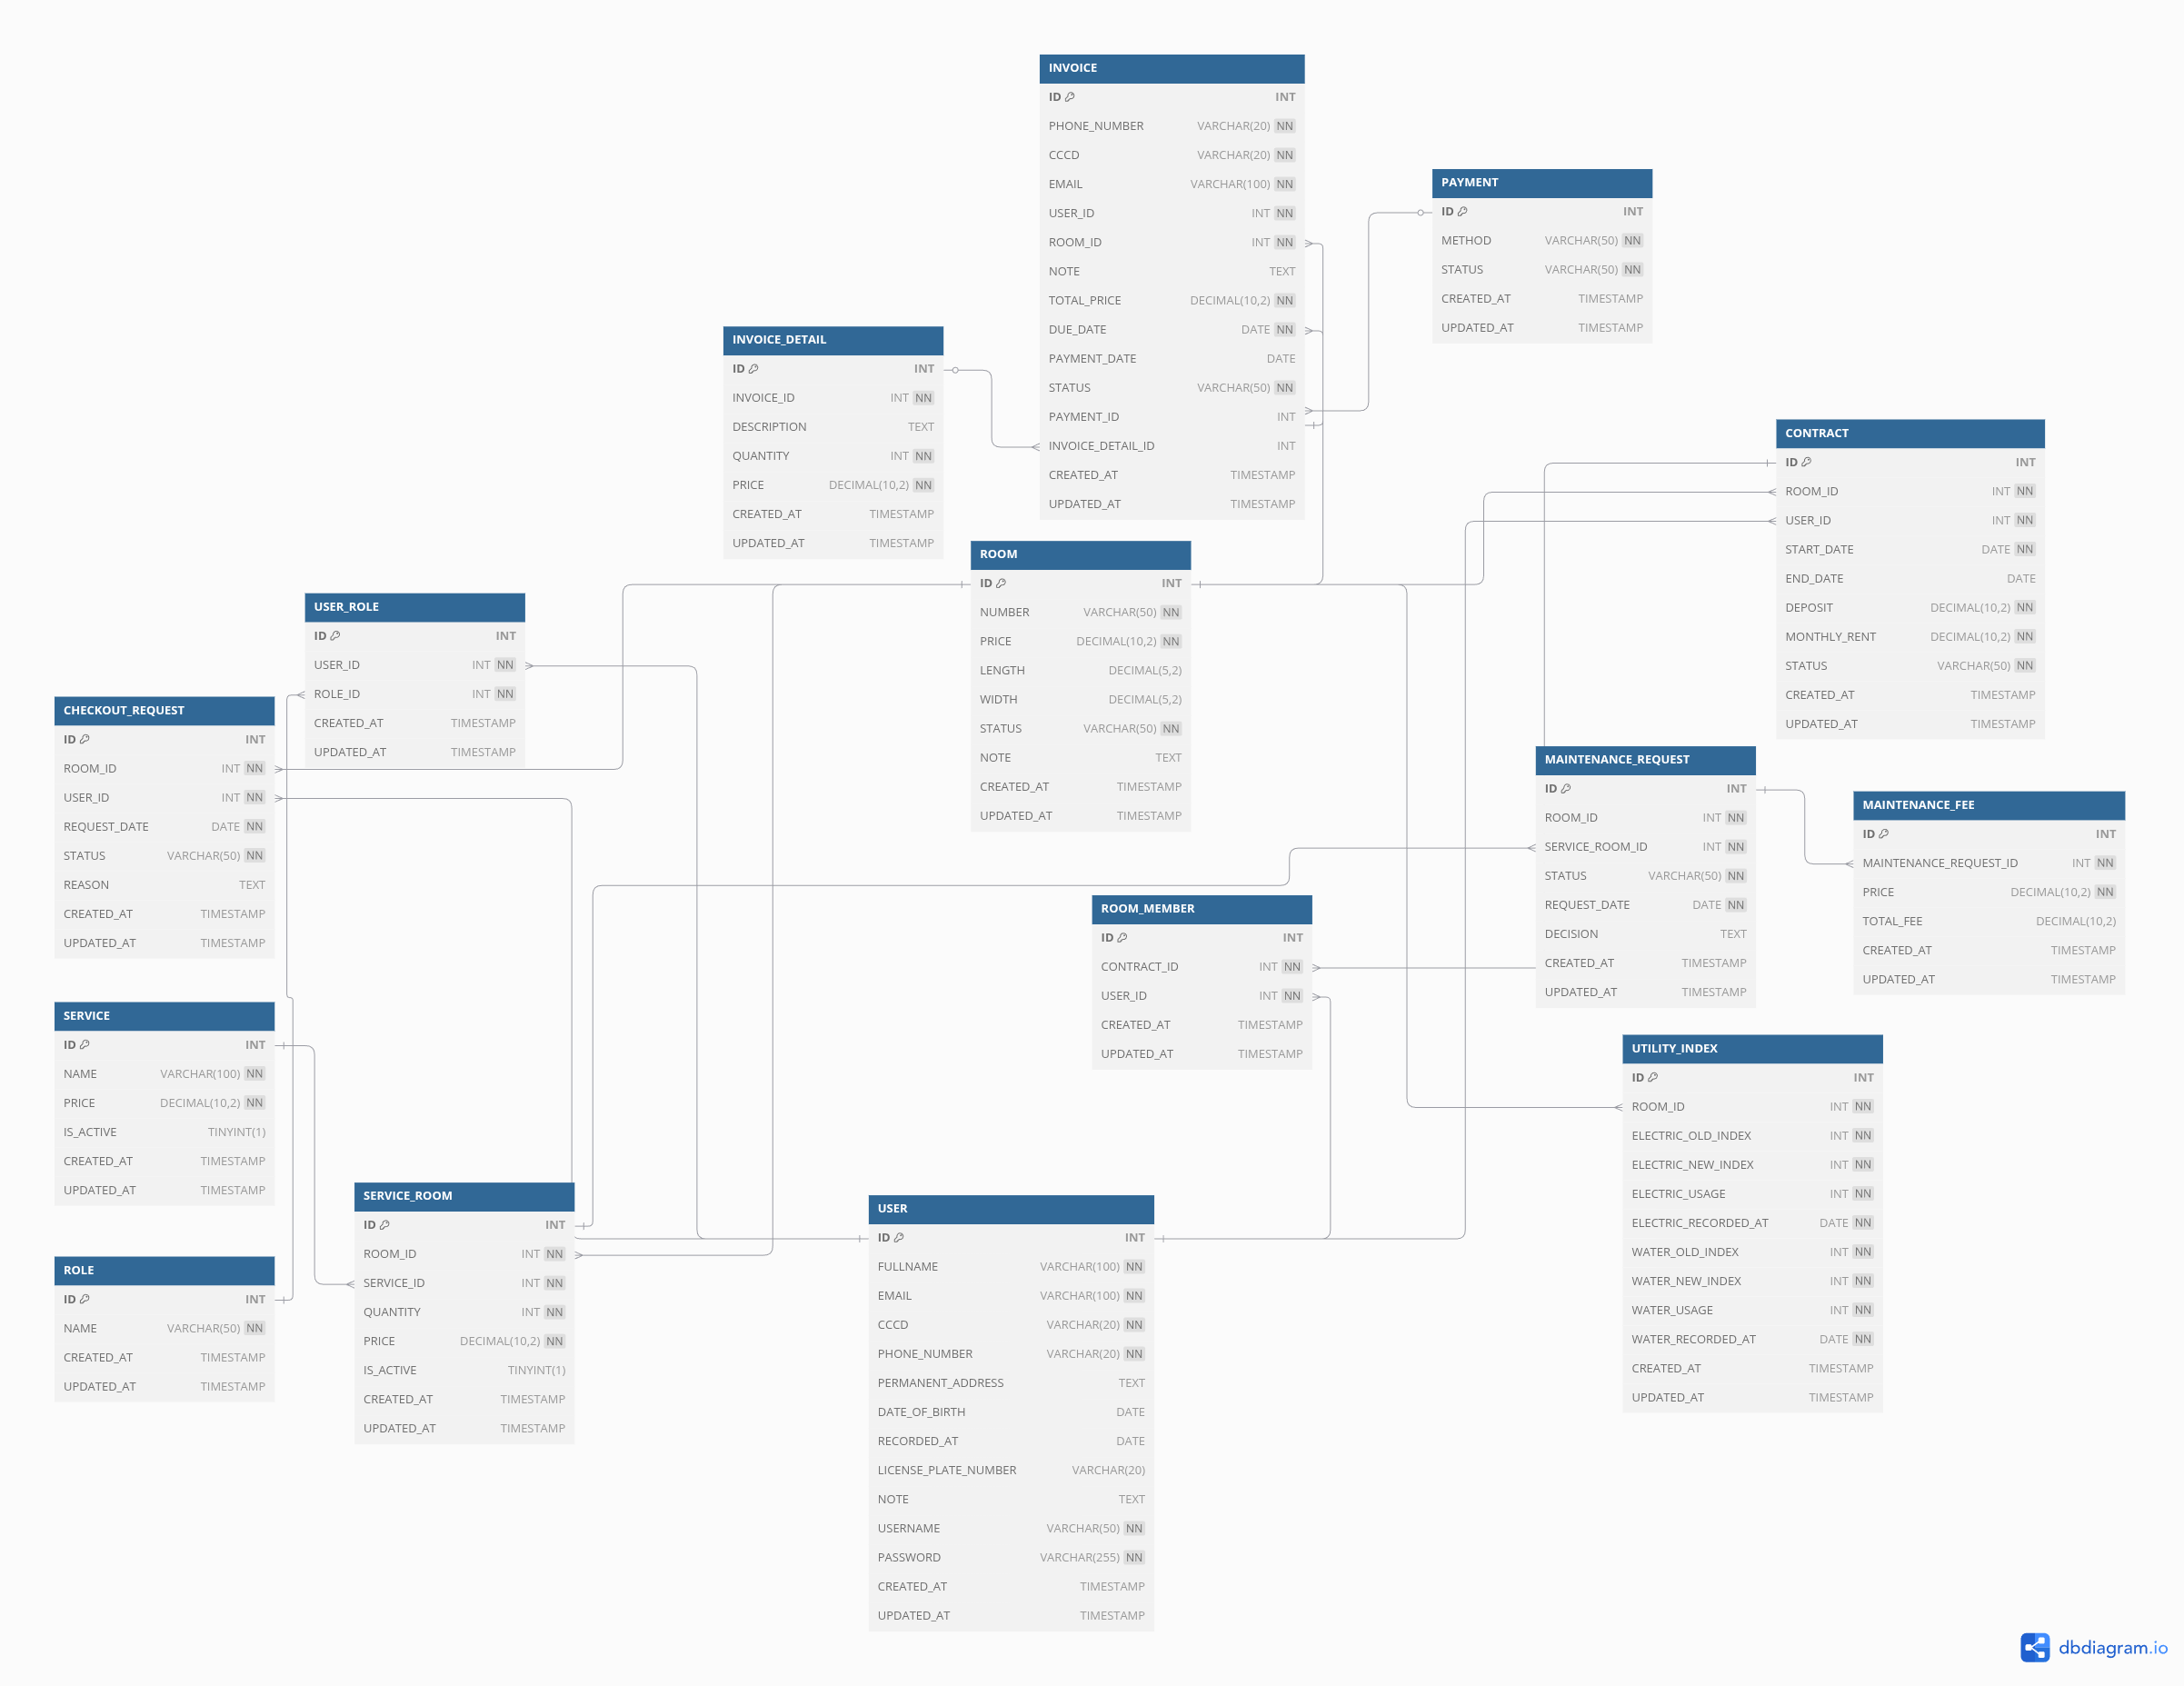 INVOICE
ID INT
PHONE_NUMBER VARCHAR(20) NN
CCCD VARCHAR(20) NN
EMAIL VARCHAR(100) NN
USER_ID INT NN
ROOM_ID INT NN
NOTE TEXT
TOTAL_PRICE DECIMAL(10,2) NN
DUE_DATE DATE NN
PAYMENT_DATE DATE
STATUS VARCHAR(50) NN
PAYMENT_ID INT
INVOICE_DETAIL_ID INT
CREATED_AT TIMESTAMP
UPDATED_AT TIMESTAMP
PAYMENT
ID INT
METHOD VARCHAR(50) NN
STATUS VARCHAR(50) NN
CREATED_AT TIMESTAMP
UPDATED_AT TIMESTAMP
INVOICE_DETAIL
ID INT
INVOICE_ID INT NN
DESCRIPTION TEXT
QUANTITY INT NN
PRICE DECIMAL(10,2) NN
CREATED_AT TIMESTAMP
UPDATED_AT TIMESTAMP
CONTRACT
ID INT
ROOM_ID INT NN
USER_ID INT NN
START_DATE DATE NN
END_DATE DATE
DEPOSIT DECIMAL(10,2) NN
MONTHLY_RENT DECIMAL(10,2) NN
STATUS VARCHAR(50) NN
CREATED_AT TIMESTAMP
UPDATED_AT TIMESTAMP
ROOM
ID INT
NUMBER VARCHAR(50) NN
PRICE DECIMAL(10,2) NN
LENGTH DECIMAL(5,2)
WIDTH DECIMAL(5,2)
STATUS VARCHAR(50) NN
NOTE TEXT
CREATED_AT TIMESTAMP
UPDATED_AT TIMESTAMP
USER_ROLE
ID INT
USER_ID INT NN
ROLE_ID INT NN
CREATED_AT TIMESTAMP
UPDATED_AT TIMESTAMP
CHECKOUT_REQUEST
ID INT
ROOM_ID INT NN
USER_ID INT NN
REQUEST_DATE DATE NN
STATUS VARCHAR(50) NN
REASON TEXT
CREATED_AT TIMESTAMP
UPDATED_AT TIMESTAMP
MAINTENANCE_REQUEST
ID INT
ROOM_ID INT NN
SERVICE_ROOM_ID INT NN
STATUS VARCHAR(50) NN
REQUEST_DATE DATE NN
DECISION TEXT
CREATED_AT TIMESTAMP
UPDATED_AT TIMESTAMP
MAINTENANCE_FEE
ID INT
MAINTENANCE_REQUEST_ID INT NN
PRICE DECIMAL(10,2) NN
TOTAL_FEE DECIMAL(10,2)
CREATED_AT TIMESTAMP
UPDATED_AT TIMESTAMP
ROOM_MEMBER
ID INT
CONTRACT_ID INT NN
USER_ID INT NN
CREATED_AT TIMESTAMP
UPDATED_AT TIMESTAMP
SERVICE
ID INT
NAME VARCHAR(100) NN
PRICE DECIMAL(10,2) NN
IS_ACTIVE TINYINT(1)
CREATED_AT TIMESTAMP
UPDATED_AT TIMESTAMP
UTILITY_INDEX
ID INT
ROOM_ID INT NN
ELECTRIC_OLD_INDEX INT NN
ELECTRIC_NEW_INDEX INT NN
ELECTRIC_USAGE INT NN
ELECTRIC_RECORDED_AT DATE NN
WATER_OLD_INDEX INT NN
WATER_NEW_INDEX INT NN
WATER_USAGE INT NN
WATER_RECORDED_AT DATE NN
CREATED_AT TIMESTAMP
UPDATED_AT TIMESTAMP
SERVICE_ROOM
ID INT
ROOM_ID INT NN
SERVICE_ID INT NN
QUANTITY INT NN
PRICE DECIMAL(10,2) NN
IS_ACTIVE TINYINT(1)
CREATED_AT TIMESTAMP
UPDATED_AT TIMESTAMP
USER
ID INT
FULLNAME VARCHAR(100) NN
EMAIL VARCHAR(100) NN
CCCD VARCHAR(20) NN
PHONE_NUMBER VARCHAR(20) NN
PERMANENT_ADDRESS TEXT
DATE_OF_BIRTH DATE
RECORDED_AT DATE
LICENSE_PLATE_NUMBER VARCHAR(20)
NOTE TEXT
USERNAME VARCHAR(50) NN
PASSWORD VARCHAR(255) NN
CREATED_AT TIMESTAMP
UPDATED_AT TIMESTAMP
ROLE
ID INT
NAME VARCHAR(50) NN
CREATED_AT TIMESTAMP
UPDATED_AT TIMESTAMP
dbdiagram.io